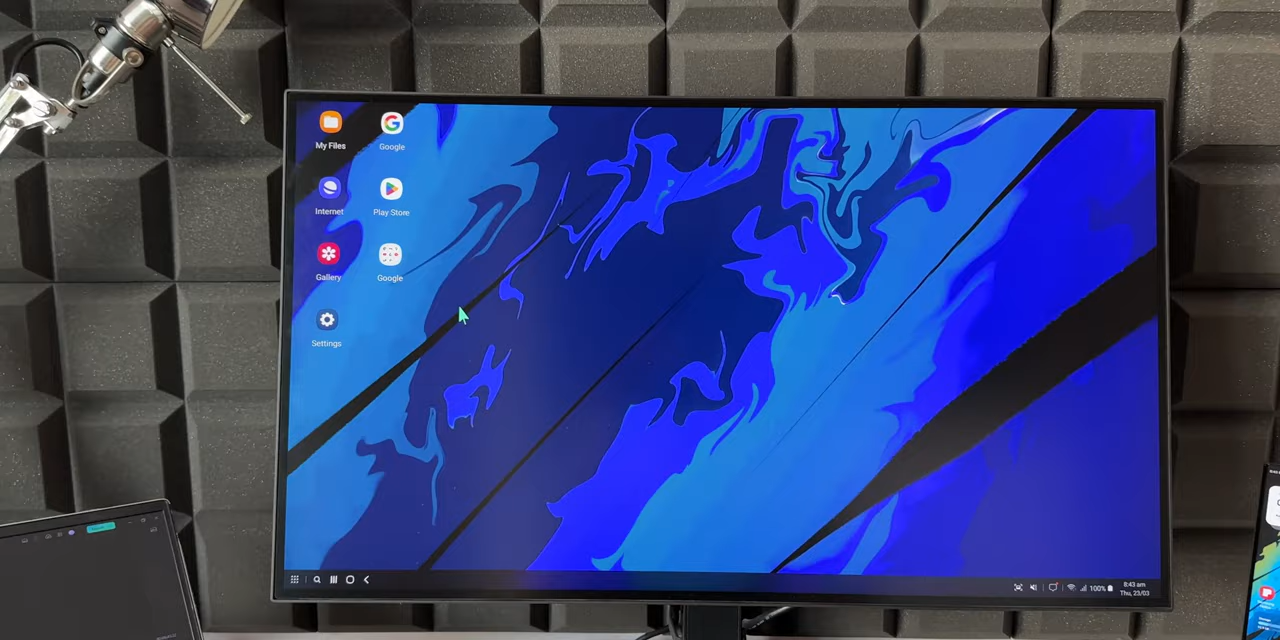 My Files
Google
Internet
Play Store
Gallery
Google
Settings
100%
8:43 am
Thu, 23/03